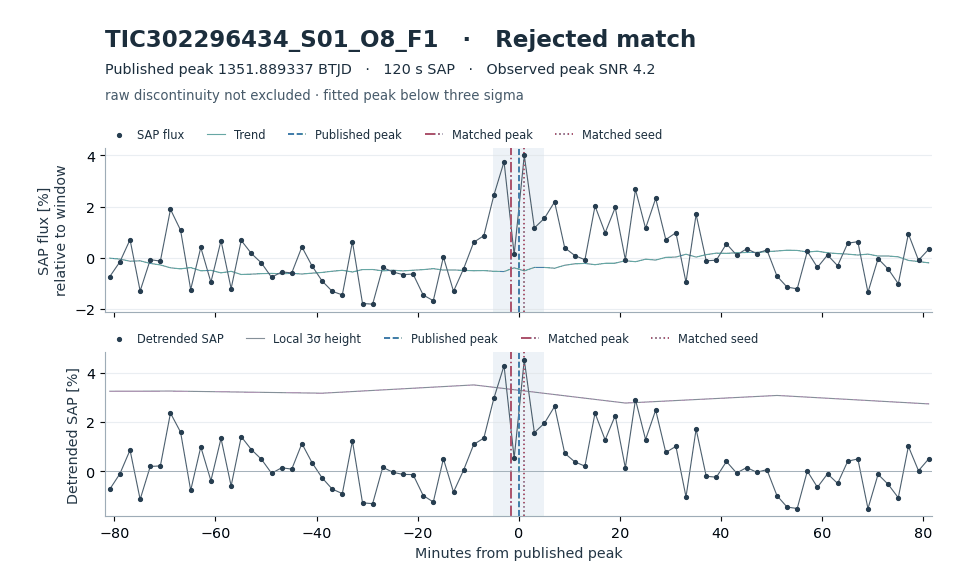 TIC302296434_S01_O8_F1 · Rejected match
Published peak 1351.889337 BTJD · 120 s SAP · Observed peak SNR 4.2
raw discontinuity not excluded · fitted peak below three sigma
SAP flux Trend Published peak Matched peak Matched seed
SAP flux [%]
relative to window
4
2
0
−2
Detrended SAP Local 3σ height Published peak Matched peak Matched seed
Detrended SAP [%]
4
2
0
−80 −60 −40 −20 0 20 40 60 80
Minutes from published peak